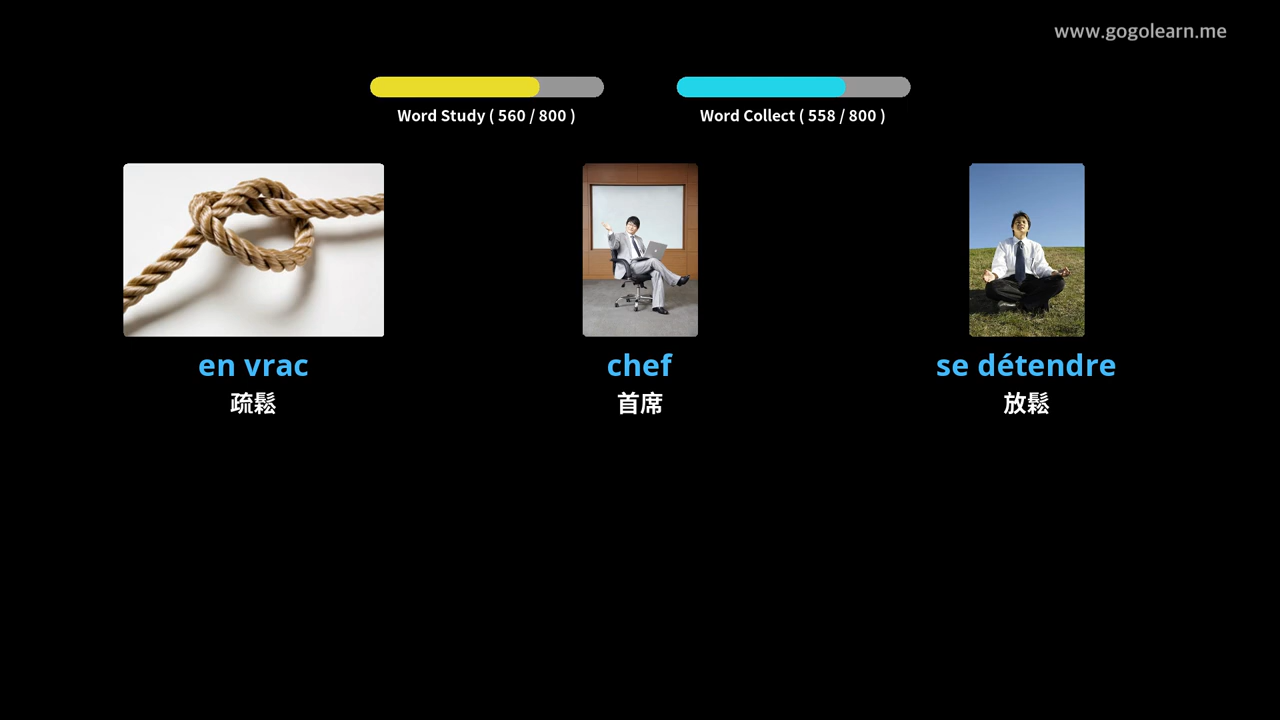 www.gogolearn.me
Word Study ( 560 / 800 )
Word Collect ( 558 / 800 )
en vrac
疏鬆
chef
首席
se détendre
放鬆